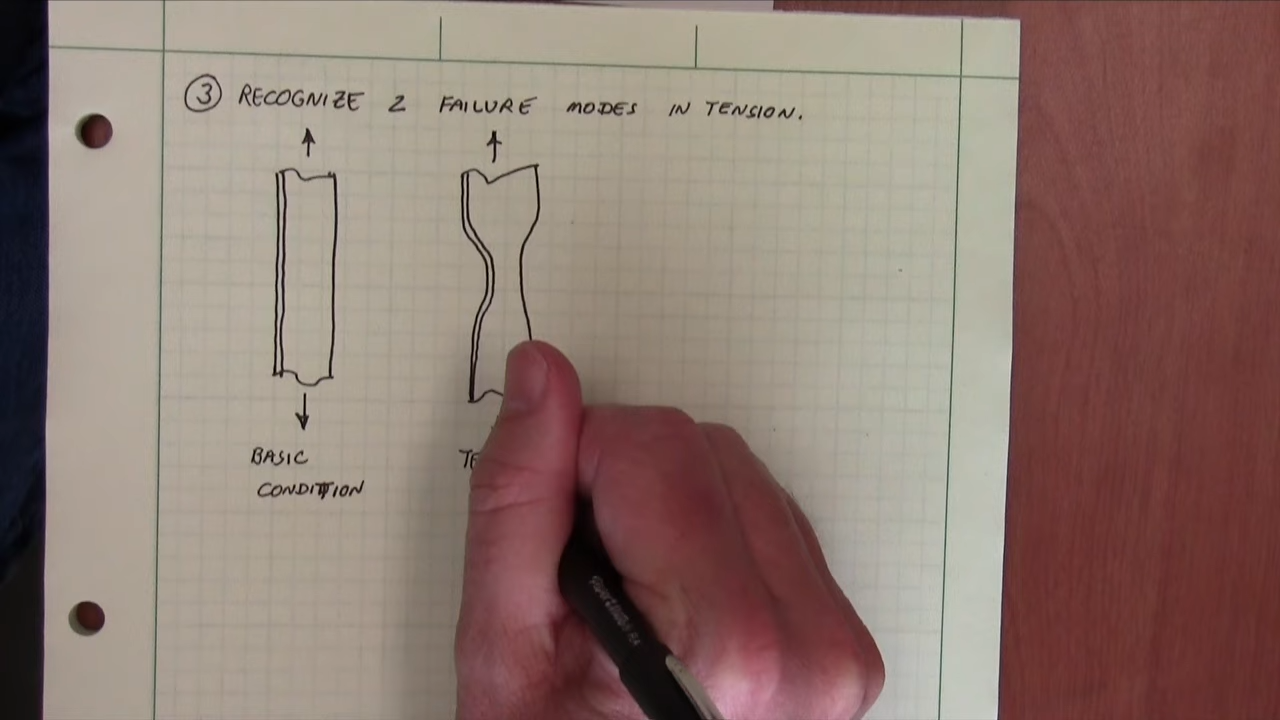 ③ RECOGNIZE 2 FAILURE MODES IN TENSION.
BASIC
CONDITION